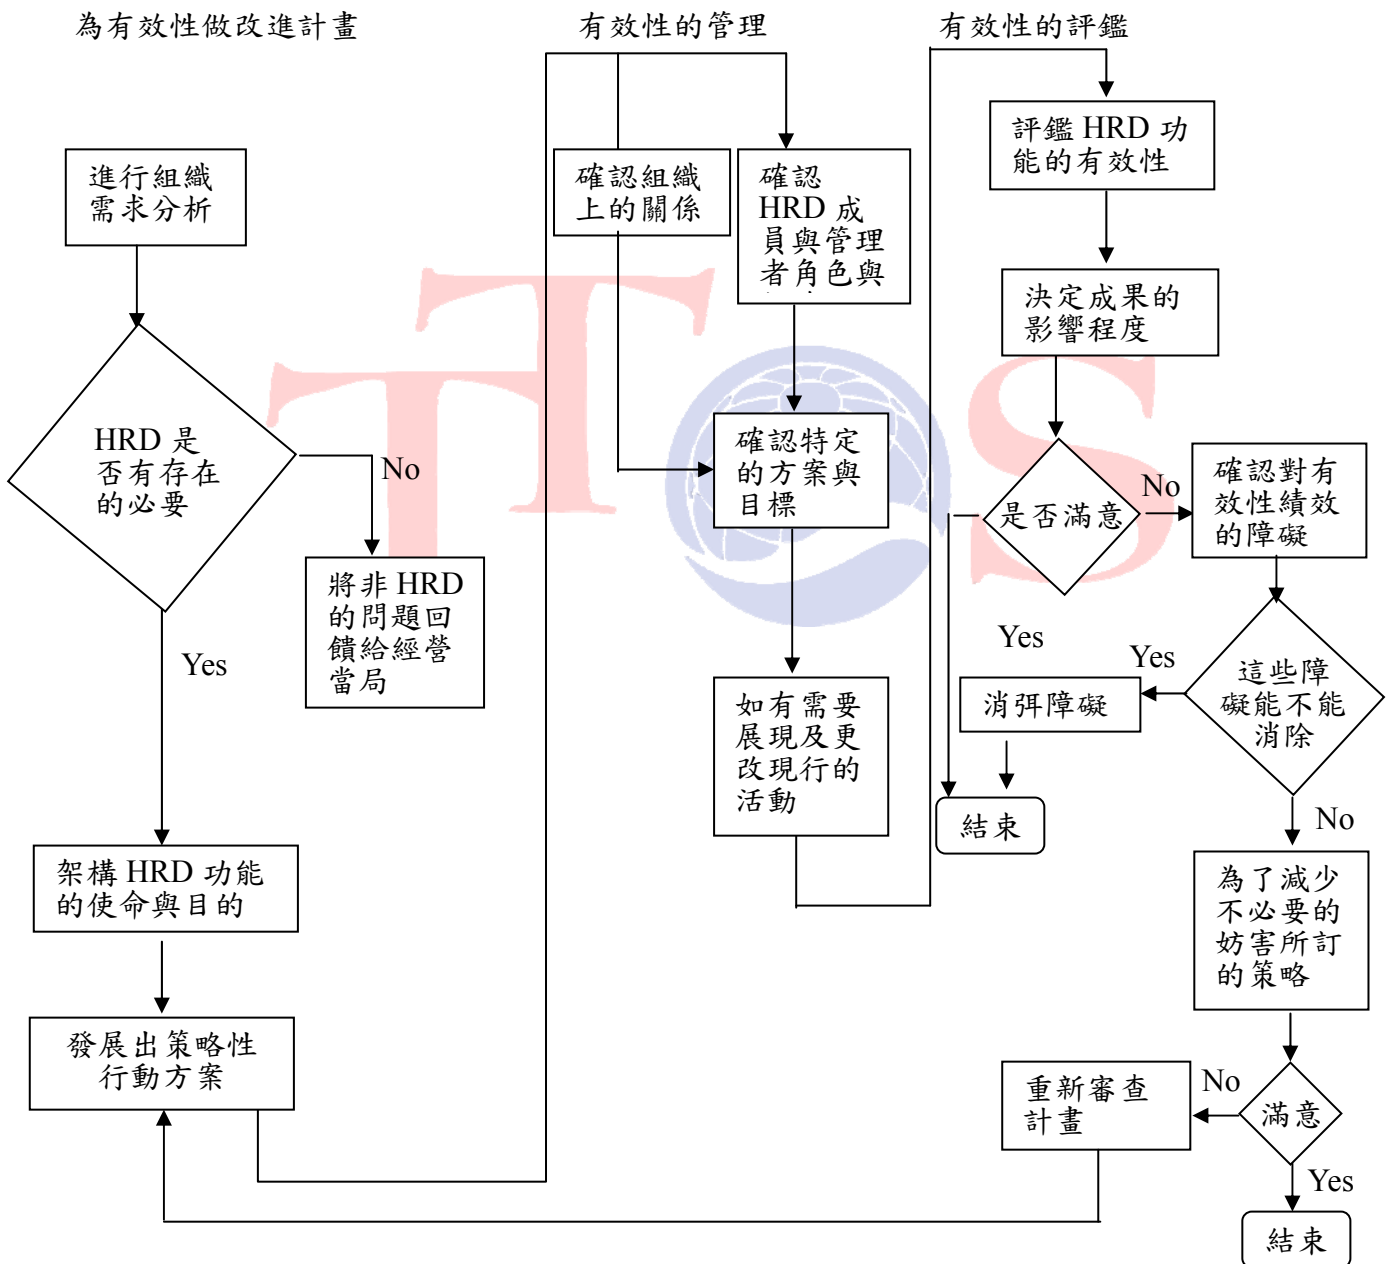 為有效性做改進計畫
有效性的管理
有效性的評鑑
進行組織
需求分析
HRD 是
否有存在
的必要
No
將非 HRD
的問題回
饋給經營
當局
Yes
架構 HRD 功能
的使命與目的
發展出策略性
行動方案
確認組織
上的關係
確認
HRD 成
員與管理
者角色與
確認特定
的方案與
目標
如有需要
展現及更
改現行的
活動
評鑑 HRD 功
能的有效性
決定成果的
影響程度
是否滿意
No
確認對有
效性績效
的障礙
Yes
Yes
這些障
礙能不能
消除
消弭障礙
結束
No
為了減少
不必要的
妨害所訂
的策略
滿意
No
重新審查
計畫
Yes
結束
TTQS